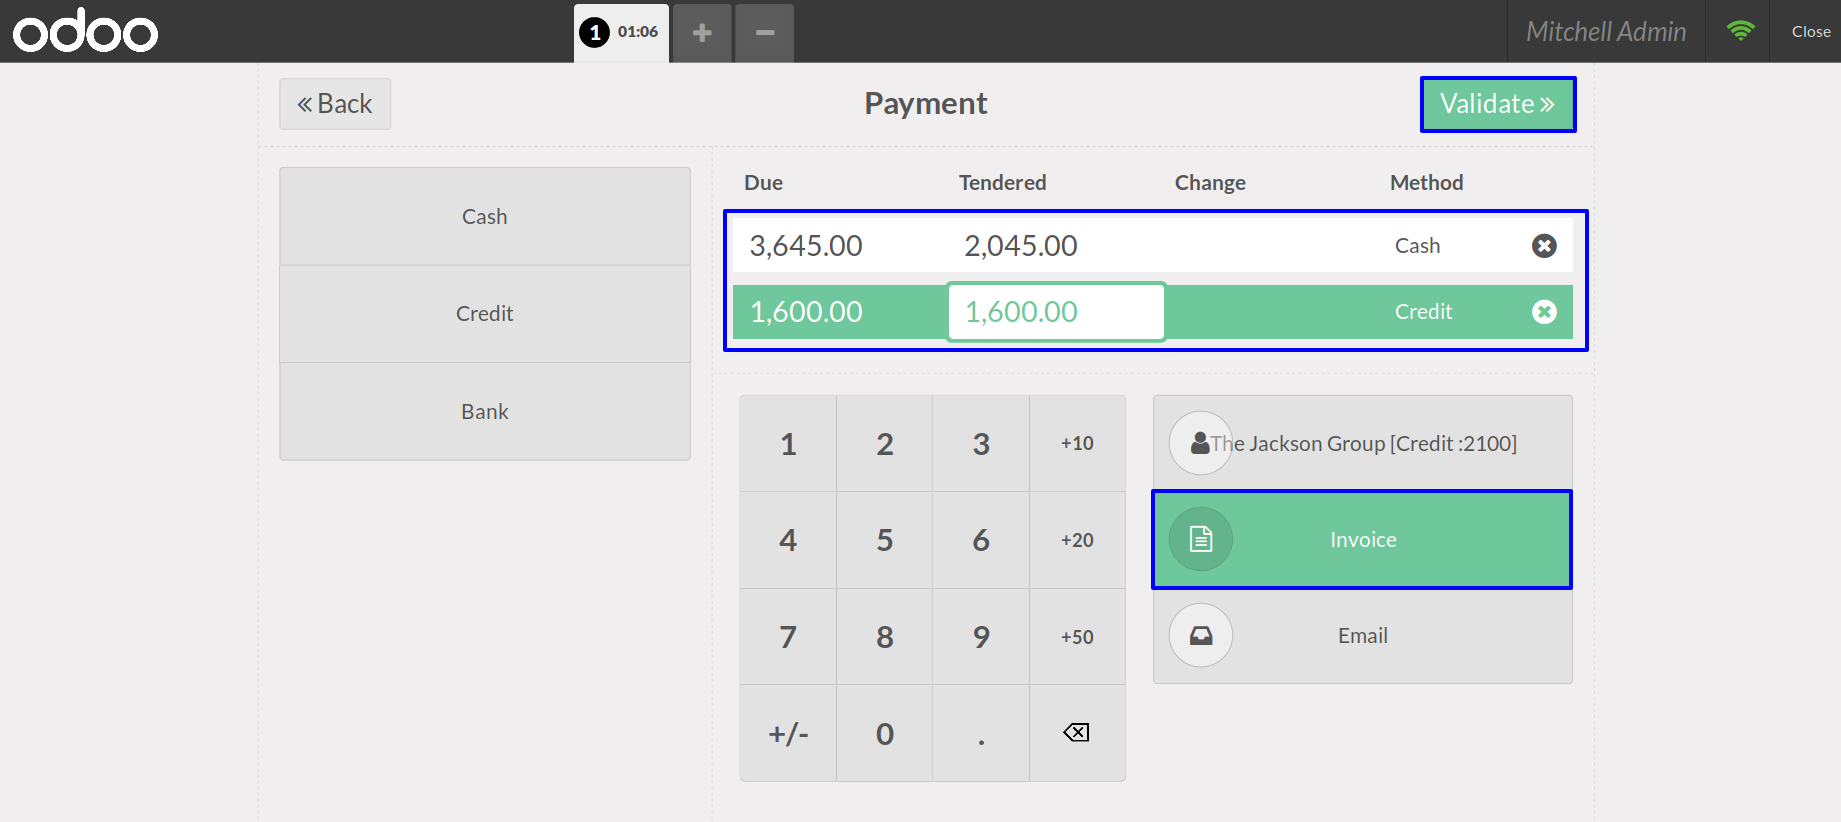 odoo
1 01:06 + −
Mitchell Admin
Close
« Back
Payment
Validate »
Cash
Credit
Bank
Due Tendered Change Method
3,645.00 2,045.00 Cash
1,600.00 1,600.00 Credit
1 2 3 +10
4 5 6 +20
7 8 9 +50
+/- 0 .
The Jackson Group [Credit :2100]
Invoice
Email